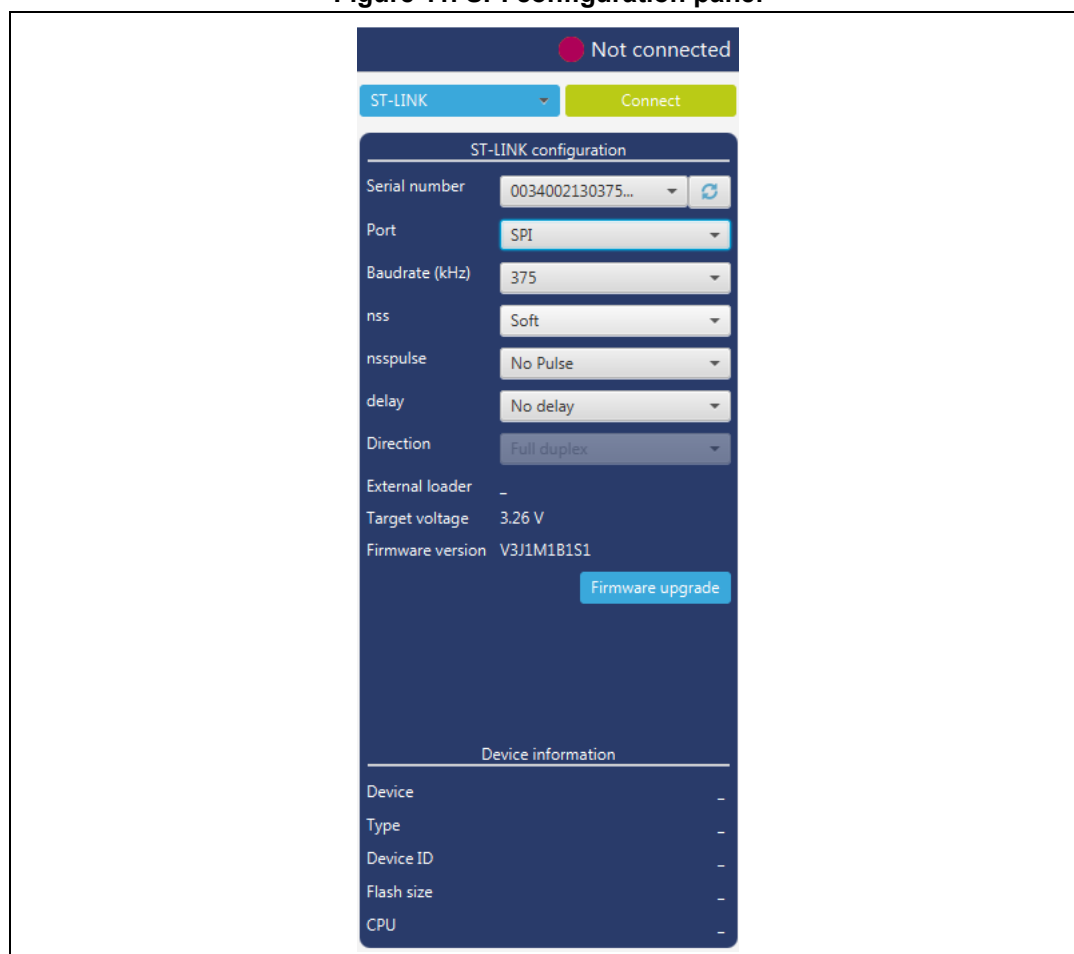 Not connected
ST-LINK Connect
ST-LINK configuration
Serial number 0034002130375...
Port SPI
Baudrate (kHz) 375
nss Soft
nsspulse No Pulse
delay No delay
Direction Full duplex
External loader _
Target voltage 3.26 V
Firmware version V3J1M1B1S1
Firmware upgrade
Device information
Device _
Type _
Device ID _
Flash size _
CPU _